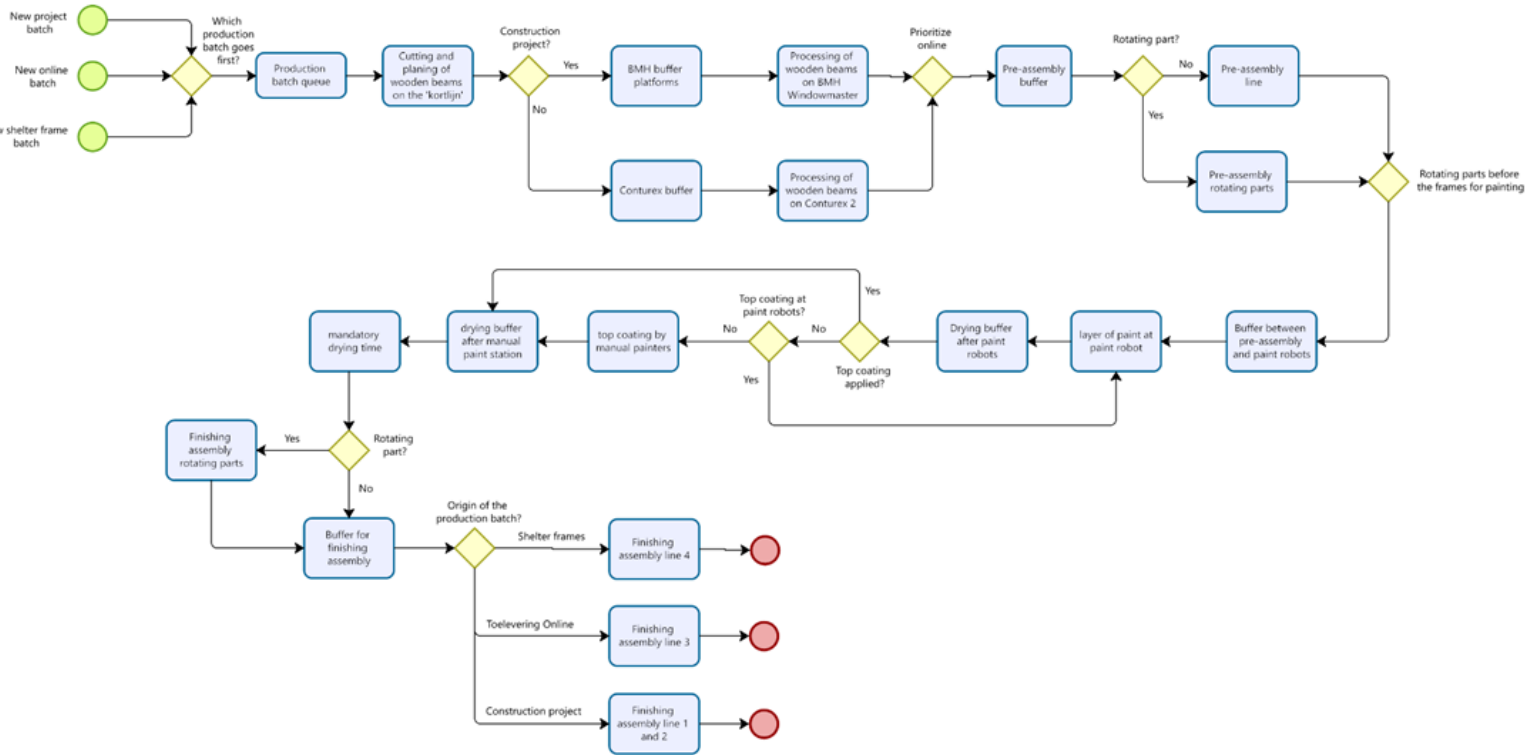 New project
batch
New online
batch
shelter frame
batch
Which
production
batch goes
first?
Production
batch queue
Cutting and
planing of
wooden beams
on the 'kortlijn'
Construction
project?
Yes
No
BMH buffer
platforms
Processing of
wooden beams
on BMH
Windowmaster
Conturex buffer
Processing of
wooden beams
on Conturex 2
Prioritize
online
Pre-assembly
buffer
Rotating part?
No
Yes
Pre-assembly
line
Pre-assembly
rotating parts
Rotating parts before
the frames for painting
Buffer between
pre-assembly
and paint robots
layer of paint at
paint robot
Drying buffer
after paint
robots
Top coating
applied?
Yes
No
Top coating at
paint robots?
No
Yes
top coating by
manual painters
drying buffer
after manual
paint station
mandatory
drying time
Rotating
part?
Yes
No
Finishing
assembly
rotating parts
Buffer for
finishing
assembly
Origin of the
production batch?
Shelter frames
Finishing
assembly line 4
Toelevering Online
Finishing
assembly line 3
Construction project
Finishing
assembly line 1
and 2